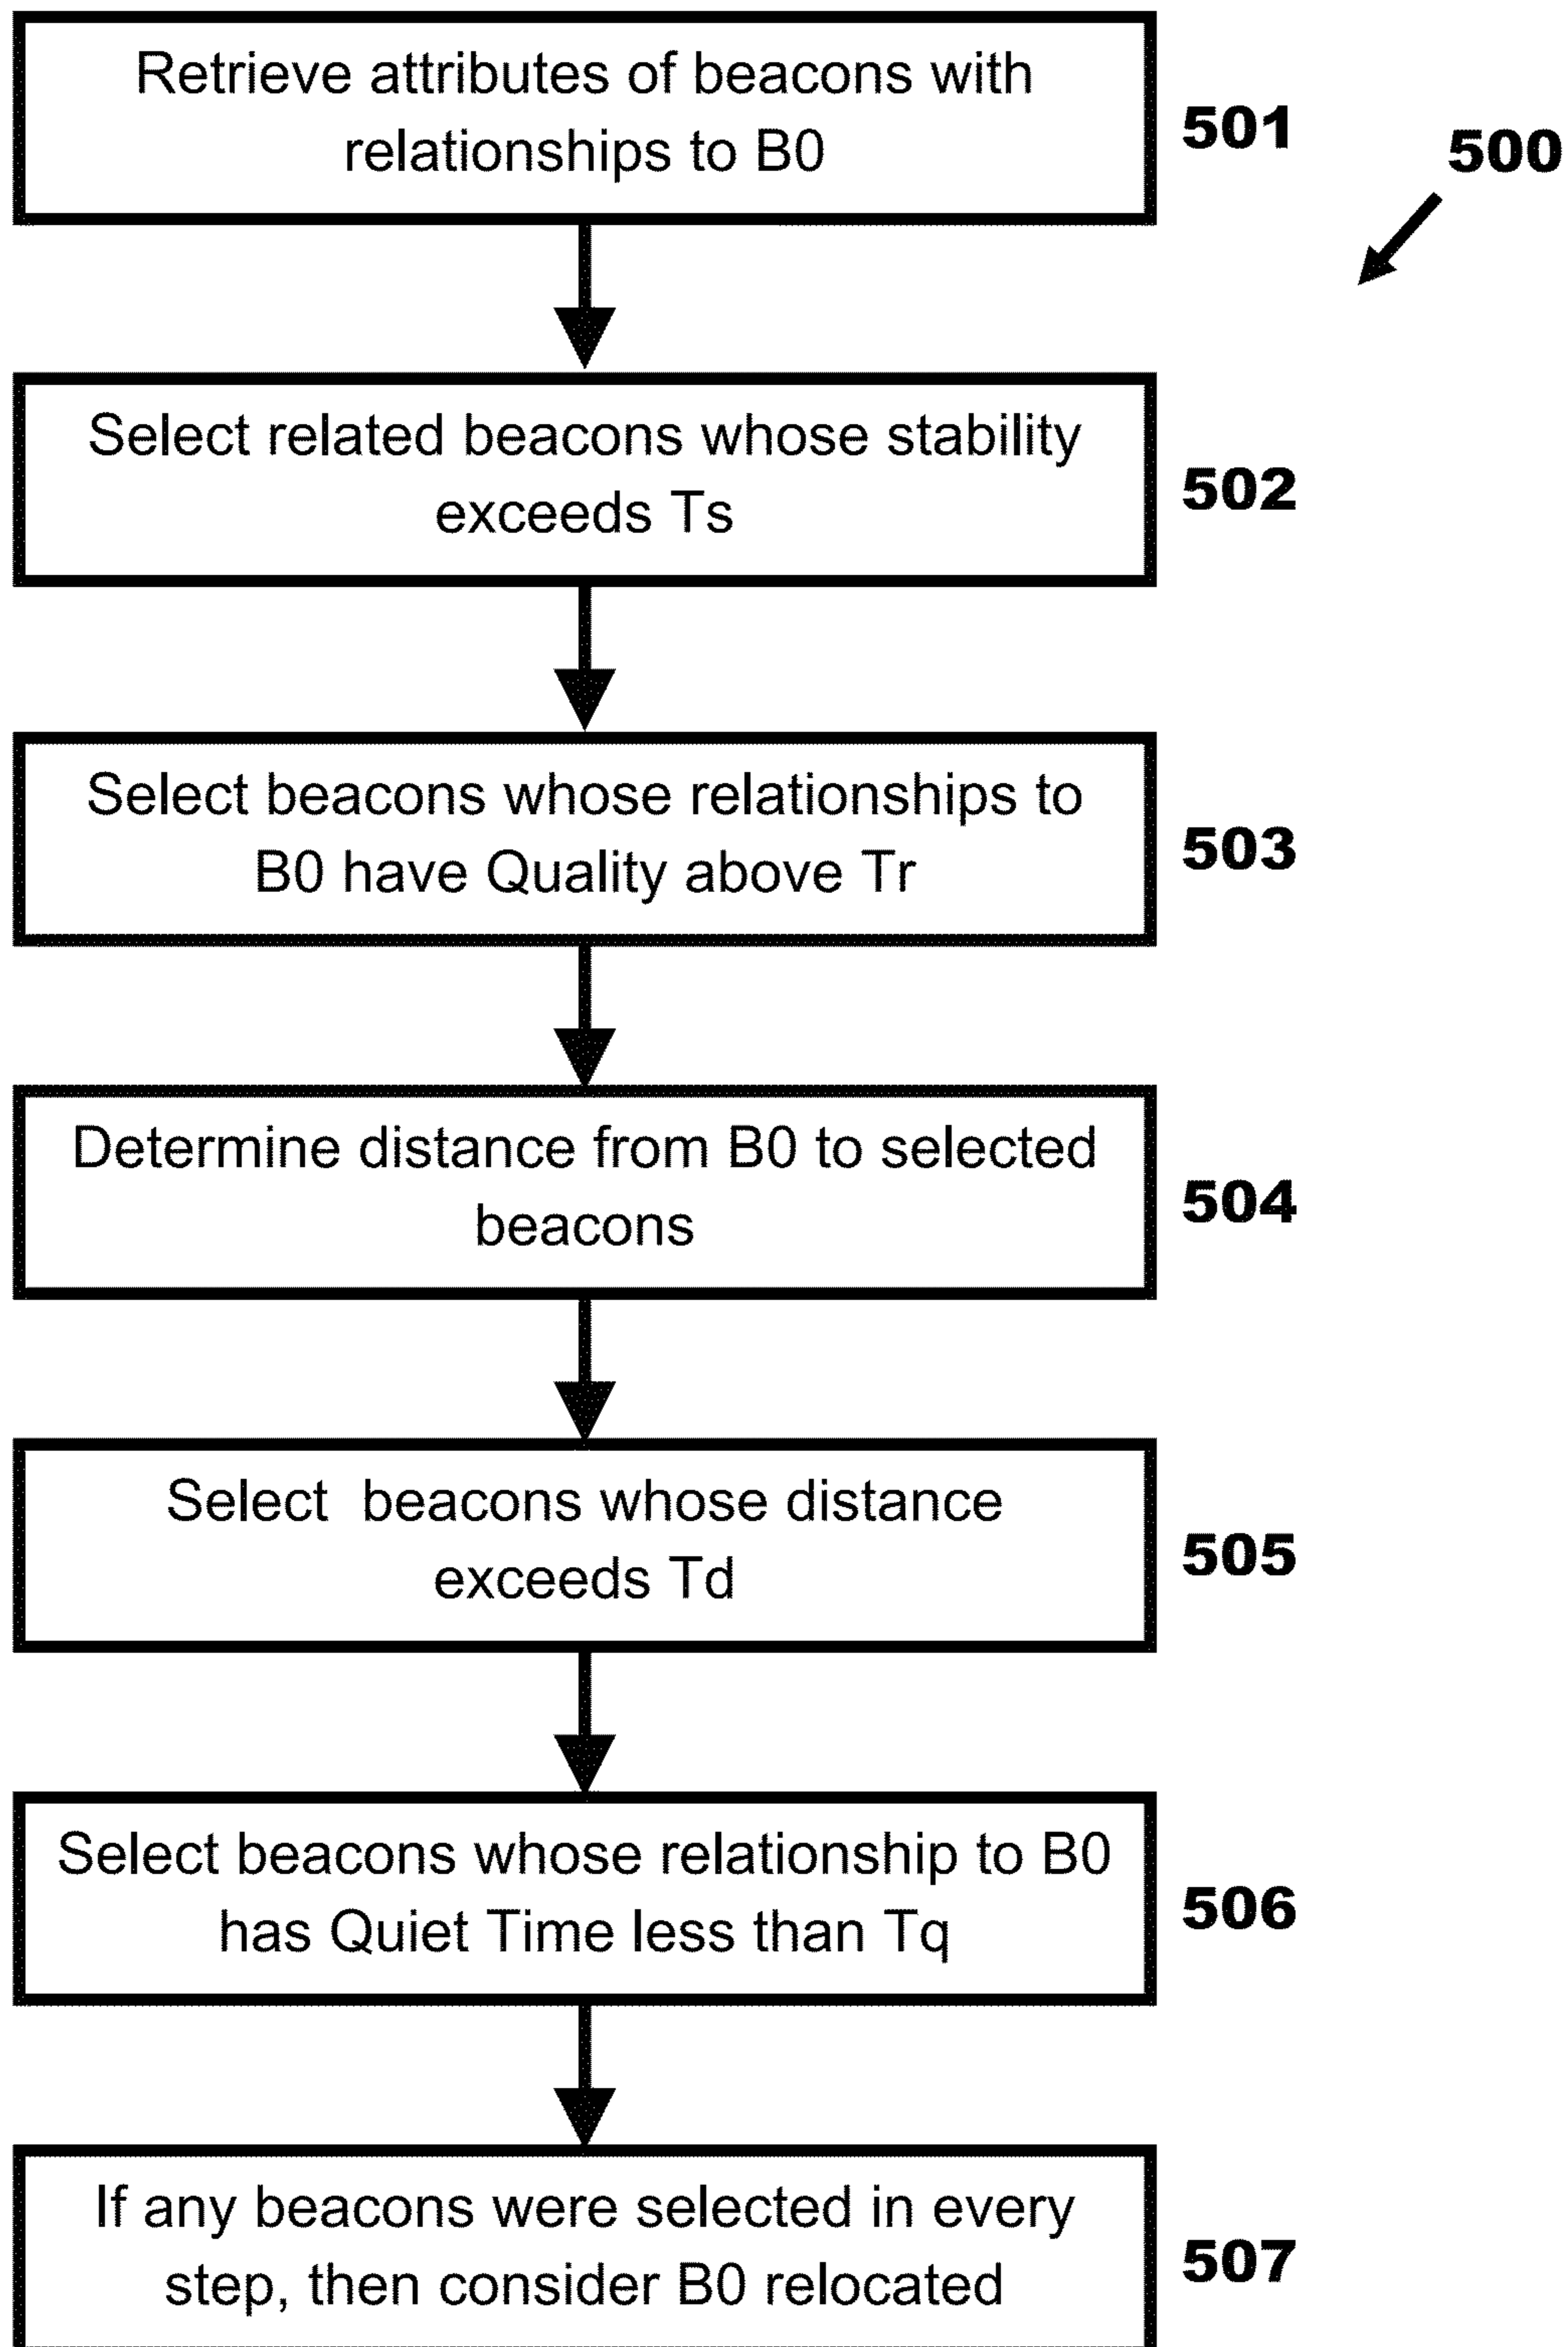 Retrieve attributes of beacons with
relationships to B0
501
500
Select related beacons whose stability
exceeds Ts
502
Select beacons whose relationships to
B0 have Quality above Tr
503
Determine distance from B0 to selected
beacons
504
Select beacons whose distance
exceeds Td
505
Select beacons whose relationship to B0
has Quiet Time less than Tq
506
If any beacons were selected in every
step, then consider B0 relocated
507